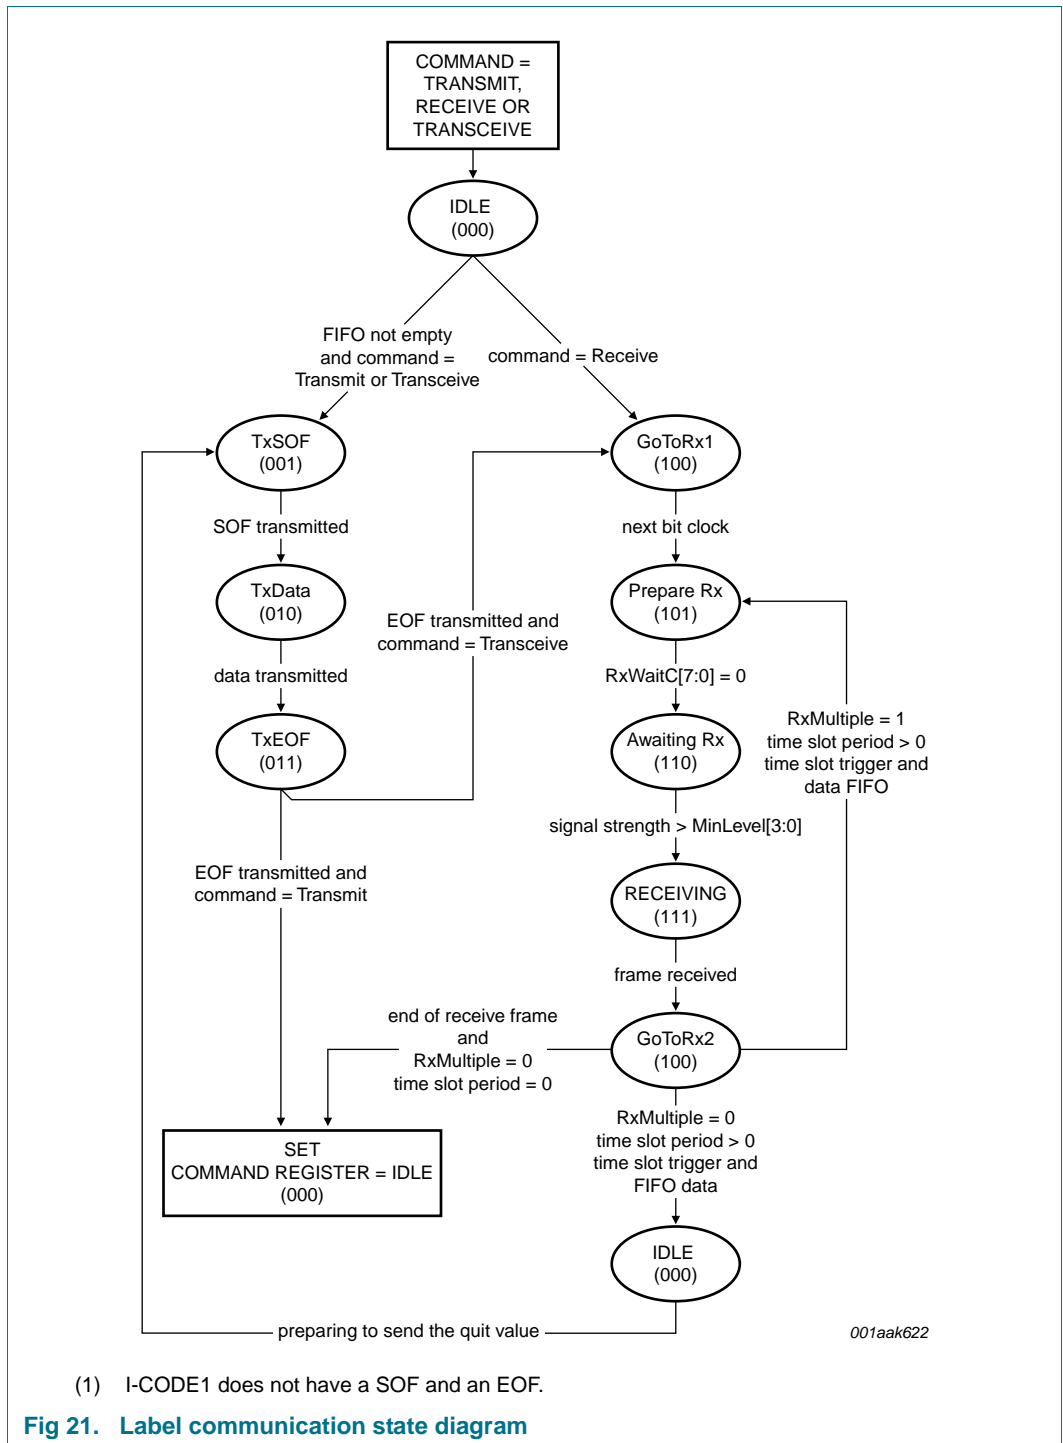 COMMAND =
TRANSMIT,
RECEIVE OR
TRANSCEIVE
IDLE
(000)
FIFO not empty
and command =
Transmit or Transceive
command = Receive
TxSOF
(001)
GoToRx1
(100)
SOF transmitted
next bit clock
TxData
(010)
Prepare Rx
(101)
EOF transmitted and
command = Transceive
data transmitted
RxWaitC[7:0] = 0
TxEOF
(011)
Awaiting Rx
(110)
RxMultiple = 1
time slot period > 0
time slot trigger and
data FIFO
signal strength > MinLevel[3:0]
EOF transmitted and
command = Transmit
RECEIVING
(111)
frame received
end of receive frame
and
RxMultiple = 0
time slot period = 0
GoToRx2
(100)
RxMultiple = 0
time slot period > 0
time slot trigger and
FIFO data
SET
COMMAND REGISTER = IDLE
(000)
IDLE
(000)
preparing to send the quit value
001aak622
(1) I-CODE1 does not have a SOF and an EOF.
Fig 21. Label communication state diagram